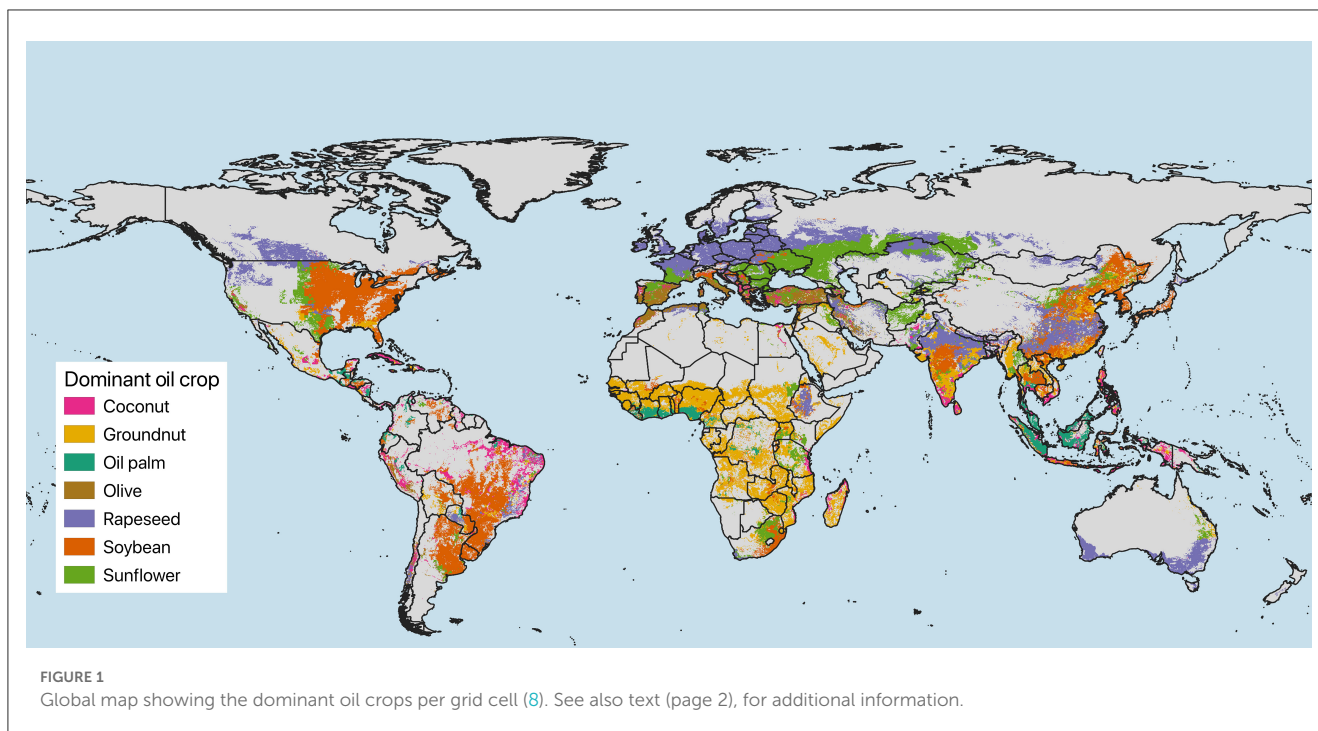 Dominant oil crop
Coconut
Groundnut
Oil palm
Olive
Rapeseed
Soybean
Sunflower
FIGURE 1
Global map showing the dominant oil crops per grid cell (8). See also text (page 2), for additional information.